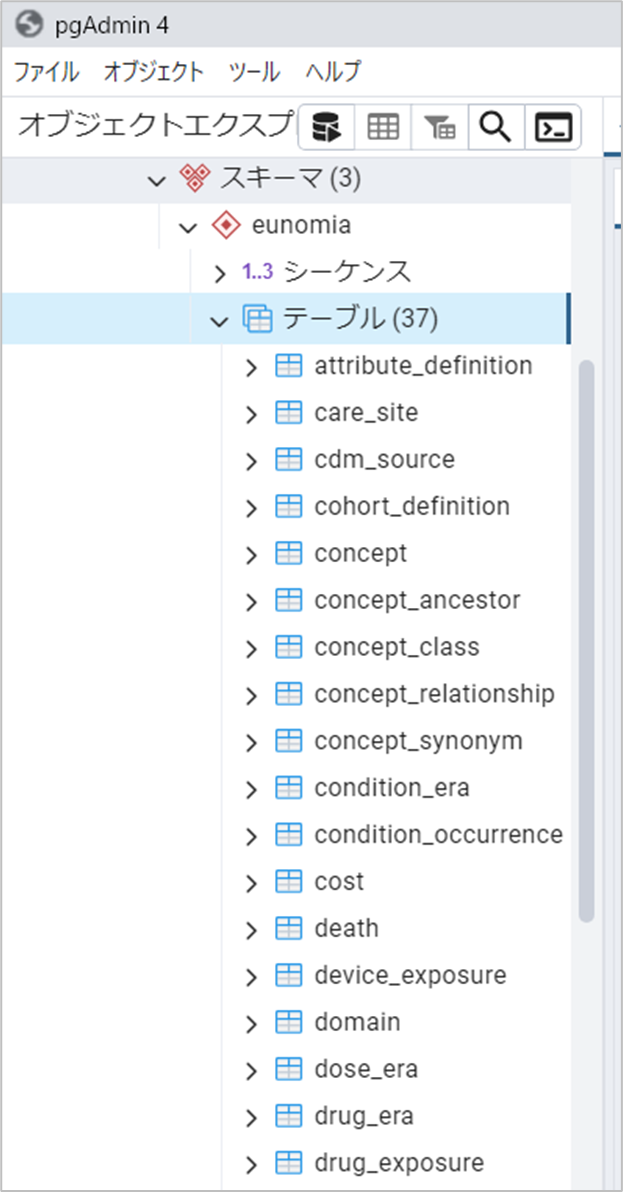 pgAdmin 4
ファイル オブジェクト ツール ヘルプ
オブジェクトエクスプ
スキーマ (3)
eunomia
1..3 シーケンス
テーブル (37)
attribute_definition
care_site
cdm_source
cohort_definition
concept
concept_ancestor
concept_class
concept_relationship
concept_synonym
condition_era
condition_occurrence
cost
death
device_exposure
domain
dose_era
drug_era
drug_exposure